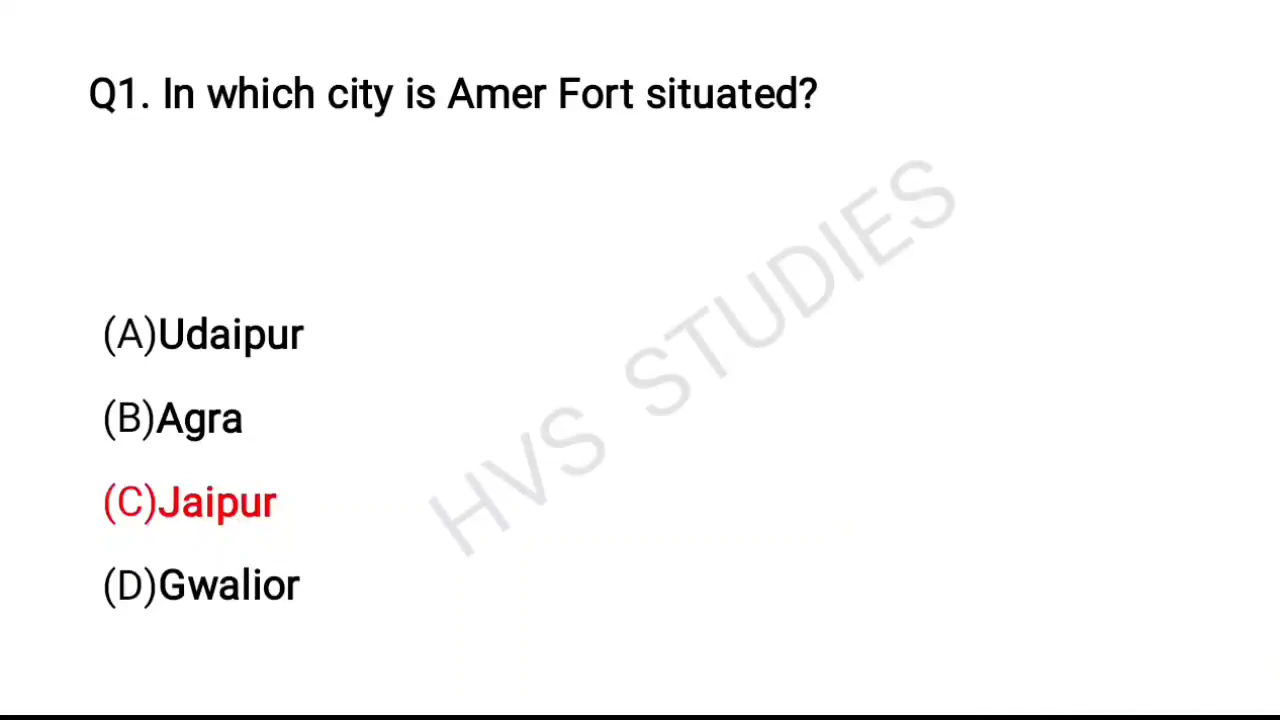 Q1. In which city is Amer Fort situated?
HVS STUDIES
(A)Udaipur
(B)Agra
(C)Jaipur
(D)Gwalior